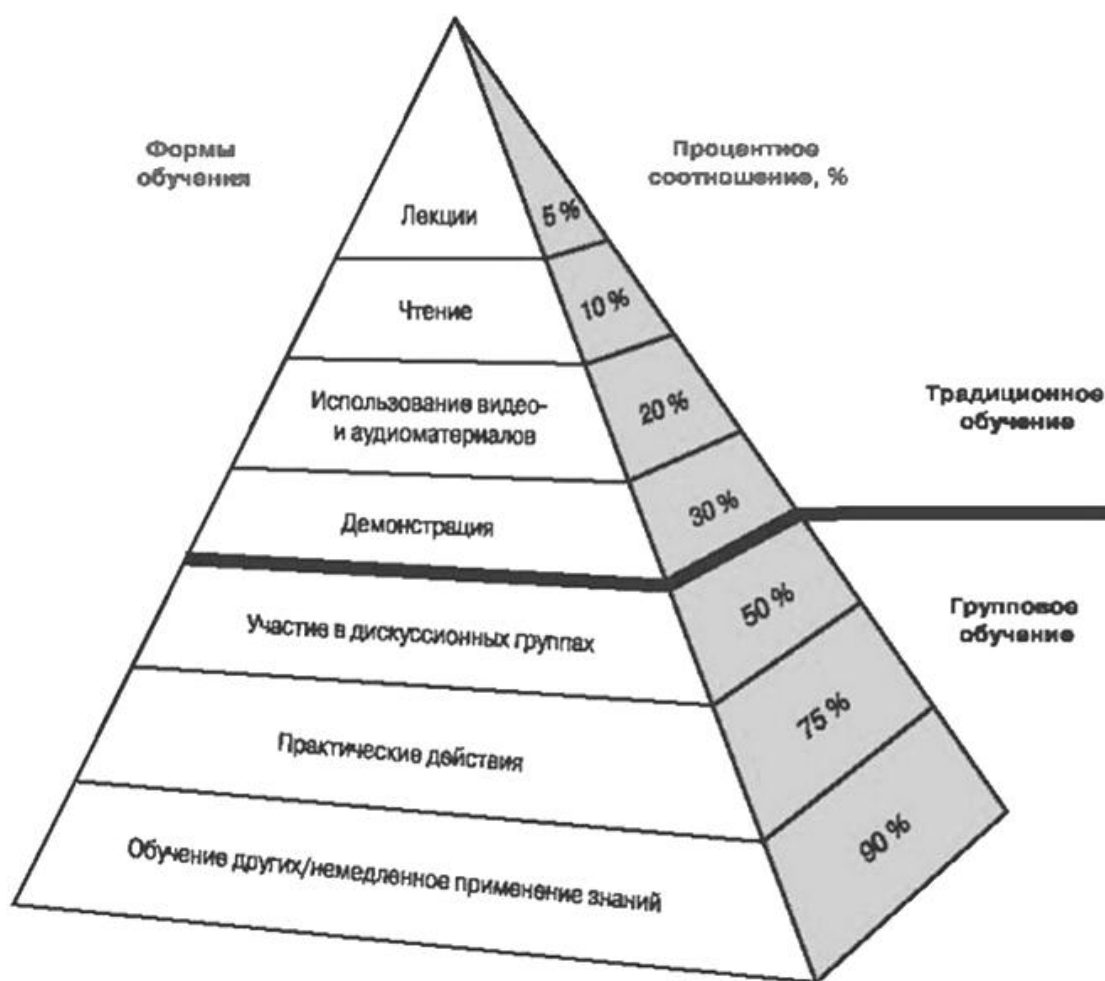 Формы
обучения
Процентное
соотношение, %
Лекции
5 %
Чтение
10 %
Использование видео-
и аудиоматериалов
20 %
Демонстрация
30 %
Традиционное
обучение
Участие в дискуссионных группах
50 %
Групповое
обучение
Практические действия
75 %
Обучение других/немедленное применение знаний
90 %